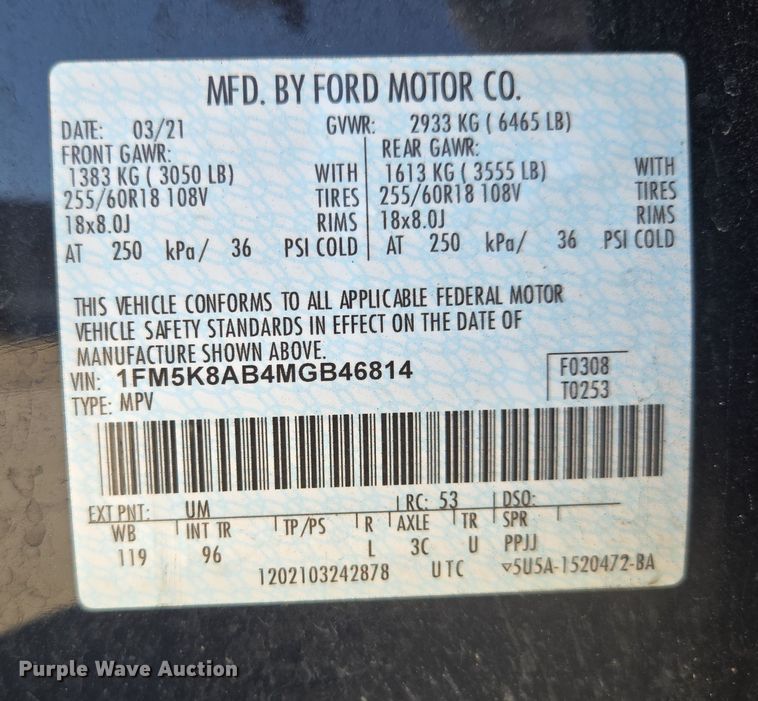 MFD. BY FORD MOTOR CO.
DATE: 03/21 GVWR: 2933 KG ( 6465 LB)
FRONT GAWR: REAR GAWR:
1383 KG ( 3050 LB) WITH 1613 KG ( 3555 LB) WITH
255/60R18 108V TIRES 255/60R18 108V TIRES
18x8.0J RIMS 18x8.0J RIMS
AT 250 kPa/ 36 PSI COLD AT 250 kPa/ 36 PSI COLD
THIS VEHICLE CONFORMS TO ALL APPLICABLE FEDERAL MOTOR
VEHICLE SAFETY STANDARDS IN EFFECT ON THE DATE OF
MANUFACTURE SHOWN ABOVE.
VIN: 1FM5K8AB4MGB46814 F0308
TYPE: MPV T0253
EXT PNT: UM RC: 53 DSO:
WB INT TR TP/PS R AXLE TR SPR
119 96 L 3C U PPJJ
1202103242878 UTC ▿5U5A-1520472-BA
Purple Wave Auction